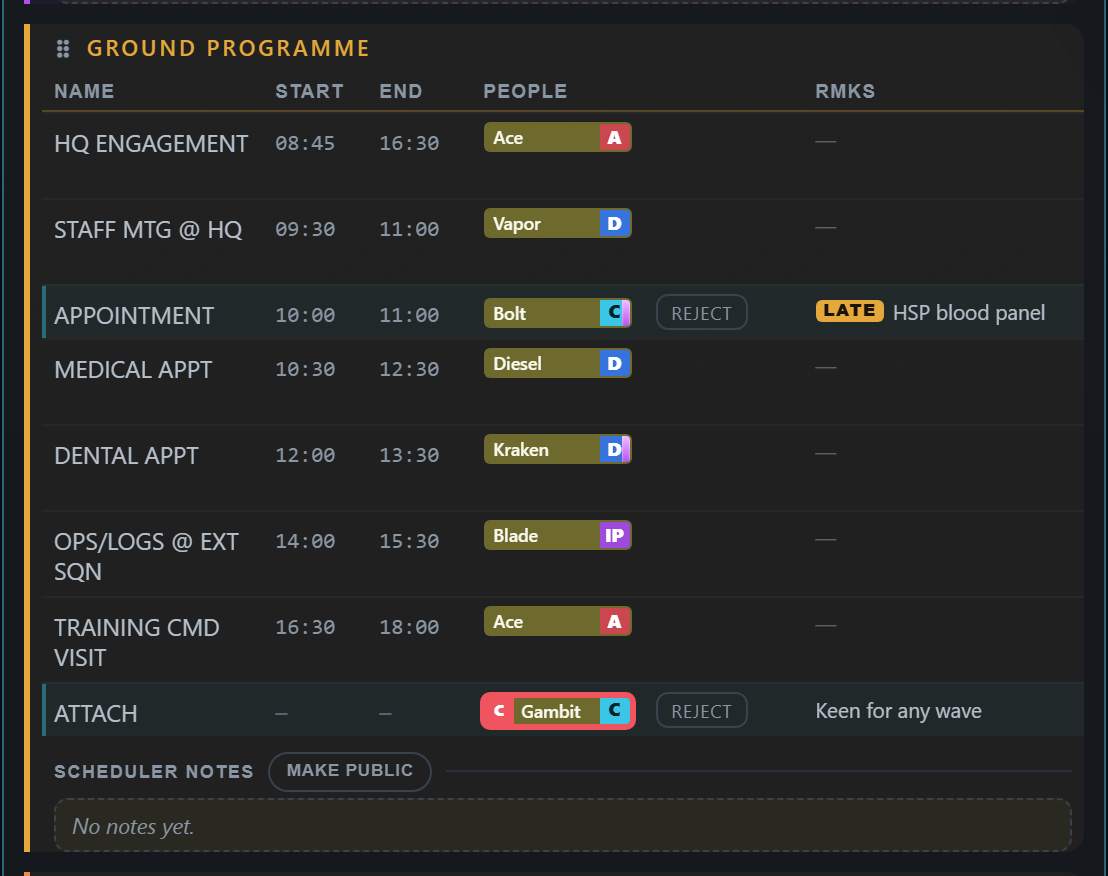 GROUND PROGRAMME
NAME START END PEOPLE RMKS
HQ ENGAGEMENT 08:45 16:30 Ace A —
STAFF MTG @ HQ 09:30 11:00 Vapor D —
APPOINTMENT 10:00 11:00 Bolt C REJECT LATE HSP blood panel
MEDICAL APPT 10:30 12:30 Diesel D —
DENTAL APPT 12:00 13:30 Kraken D —
OPS/LOGS @ EXT 14:00 15:30 Blade IP —
SQN
TRAINING CMD 16:30 18:00 Ace A —
VISIT
ATTACH – – C Gambit C REJECT Keen for any wave
SCHEDULER NOTES MAKE PUBLIC
No notes yet.